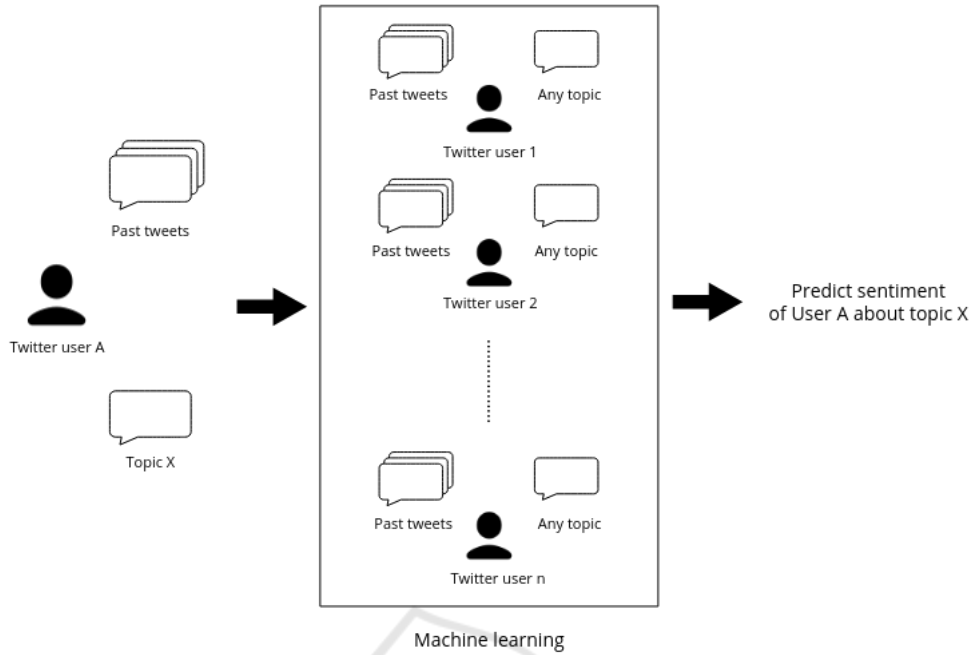 Past tweets
Twitter user A
Topic X
Past tweets
Any topic
Twitter user 1
Past tweets
Any topic
Twitter user 2
Past tweets
Any topic
Twitter user n
Machine learning
Predict sentiment
of User A about topic X